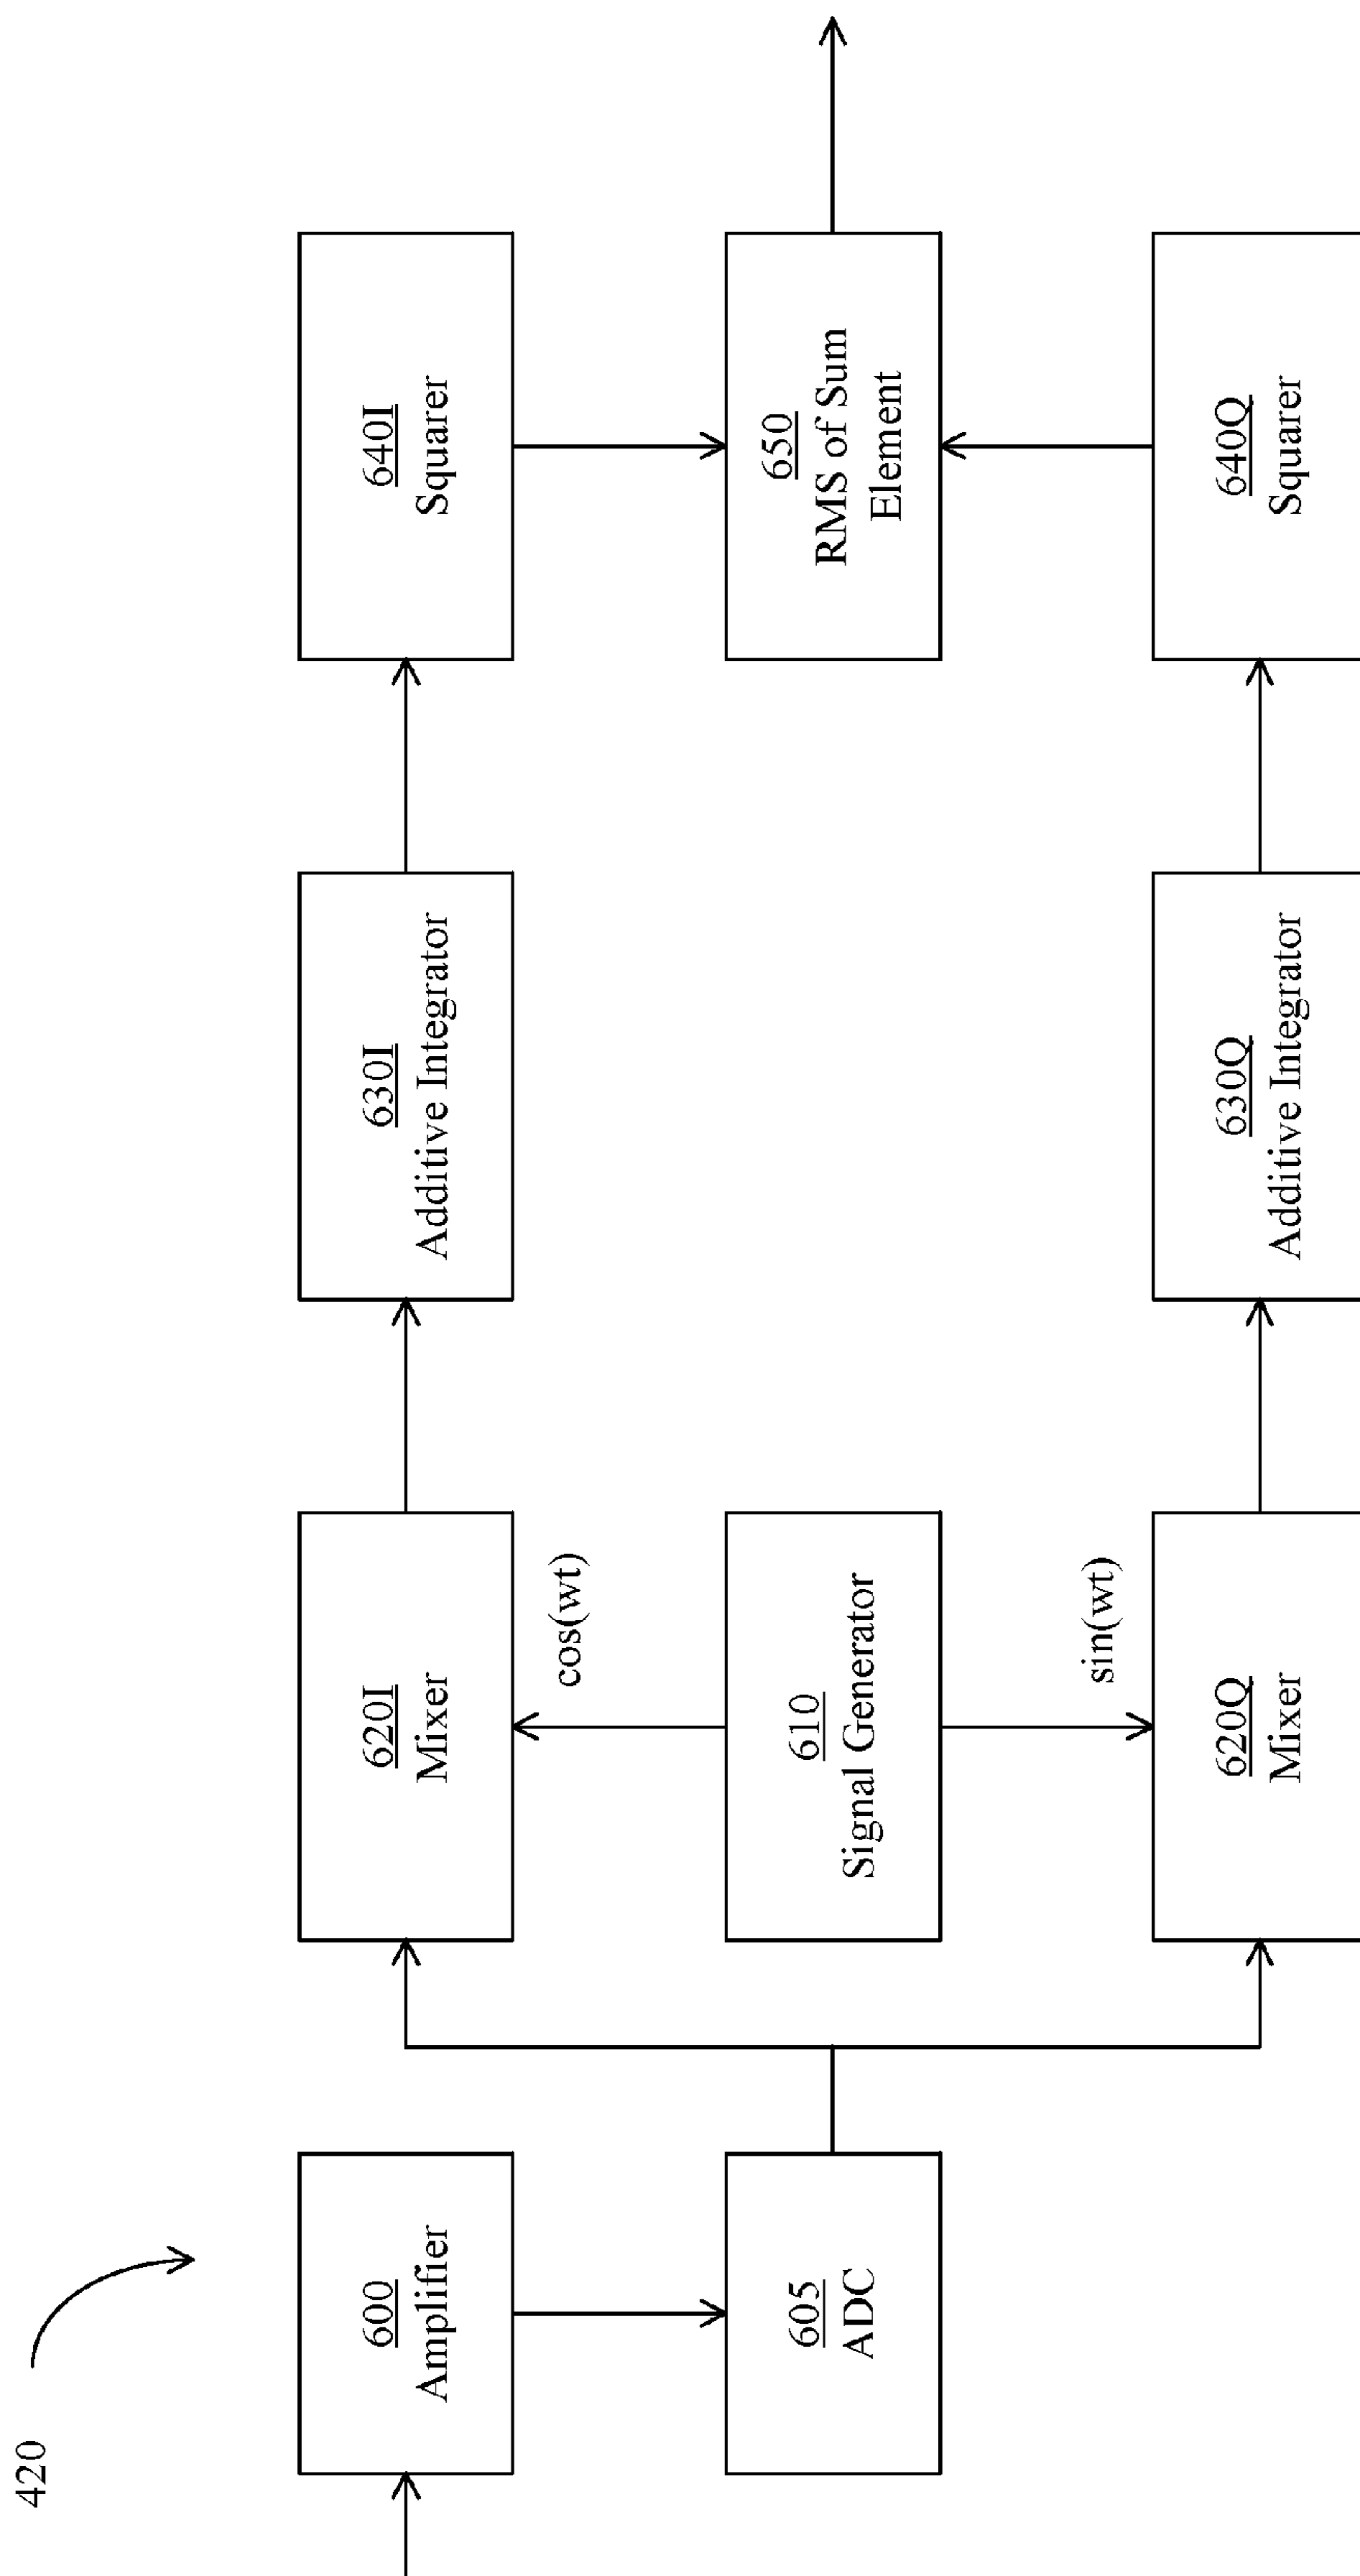 420
600
Amplifier
605
ADC
620I
Mixer
cos(wt)
610
Signal Generator
sin(wt)
620Q
Mixer
630I
Additive Integrator
630Q
Additive Integrator
640I
Squarer
650
RMS of Sum
Element
640Q
Squarer